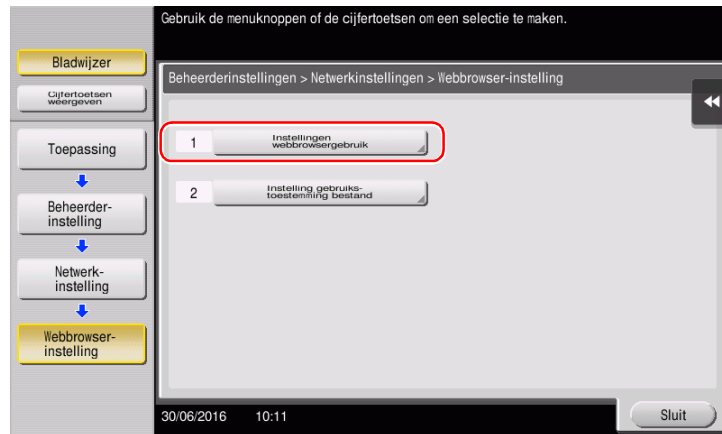 Gebruik de menuknoppen of de cijfertoetsen om een selectie te maken.
Bladwijzer
Cijfertoetsen
weergeven
Toepassing
Beheerder-
instelling
Netwerk-
instelling
Webbrowser-
instelling
Beheerderinstellingen > Netwerkinstellingen > Webbrowser-instelling
1
Instellingen
webbrowsergebruik
2
Instelling gebruiks-
toestemming bestand
30/06/2016 10:11
Sluit